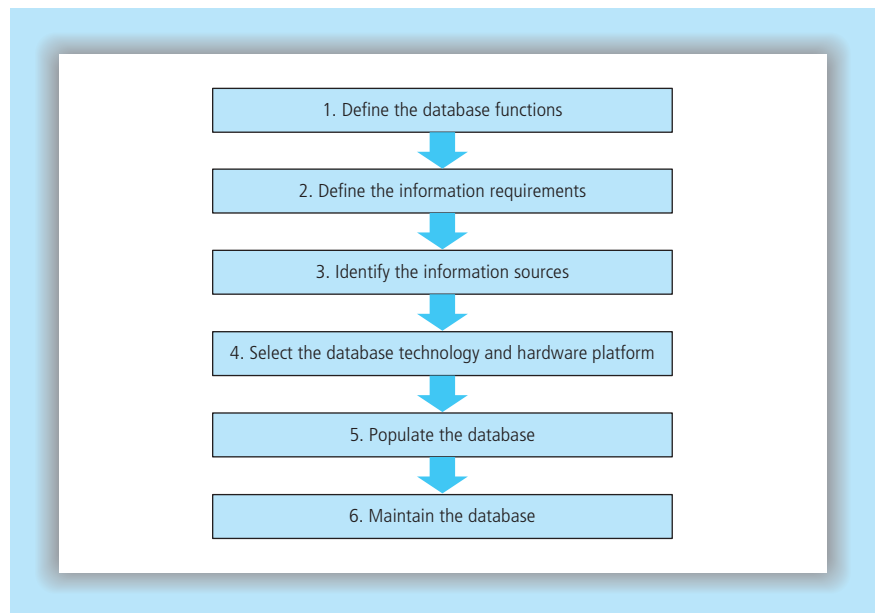 1. Define the database functions
2. Define the information requirements
3. Identify the information sources
4. Select the database technology and hardware platform
5. Populate the database
6. Maintain the database